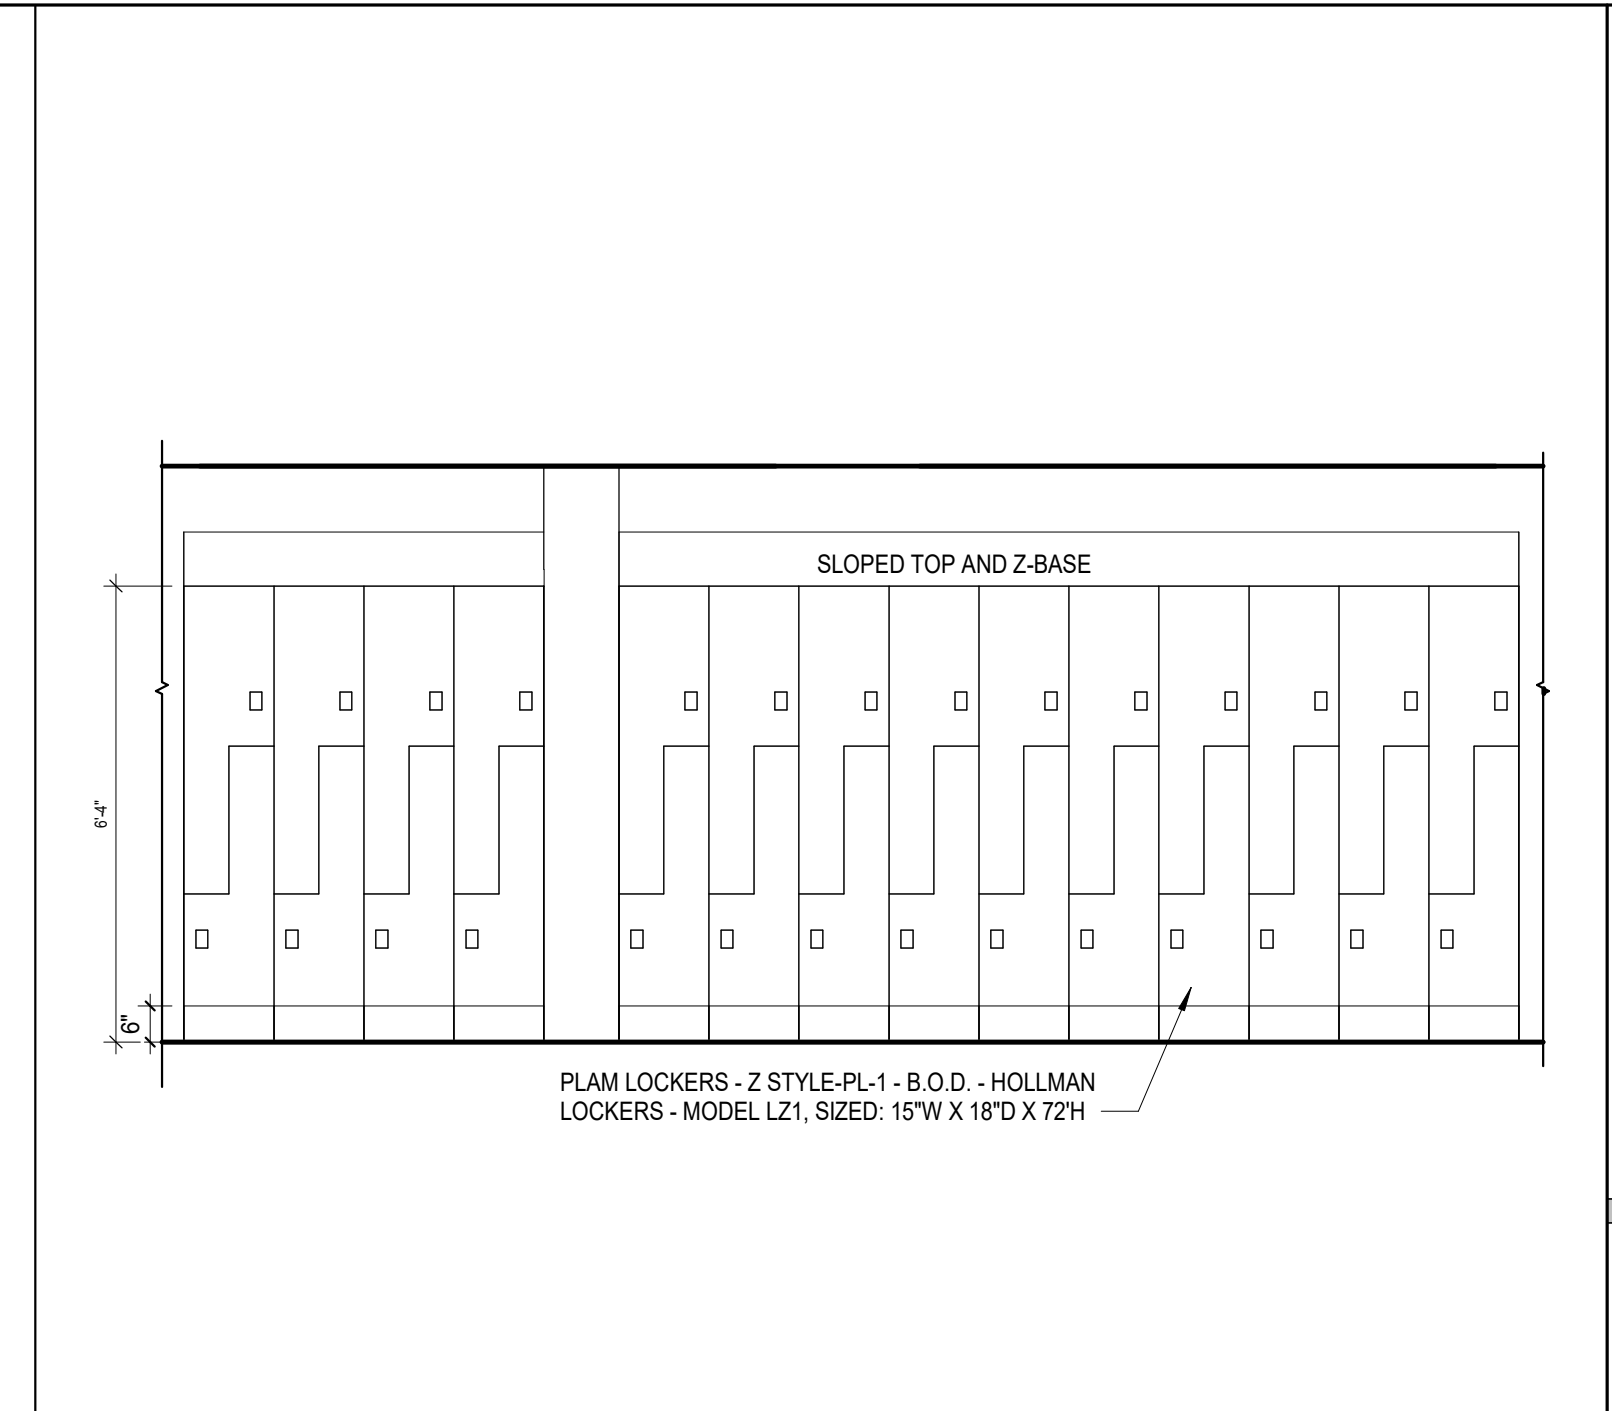 SLOPED TOP AND Z-BASE
6'-4"
6"
PLAM LOCKERS - Z STYLE-PL-1 - B.O.D. - HOLLMAN
LOCKERS - MODEL LZ1, SIZED: 15"W X 18"D X 72'H